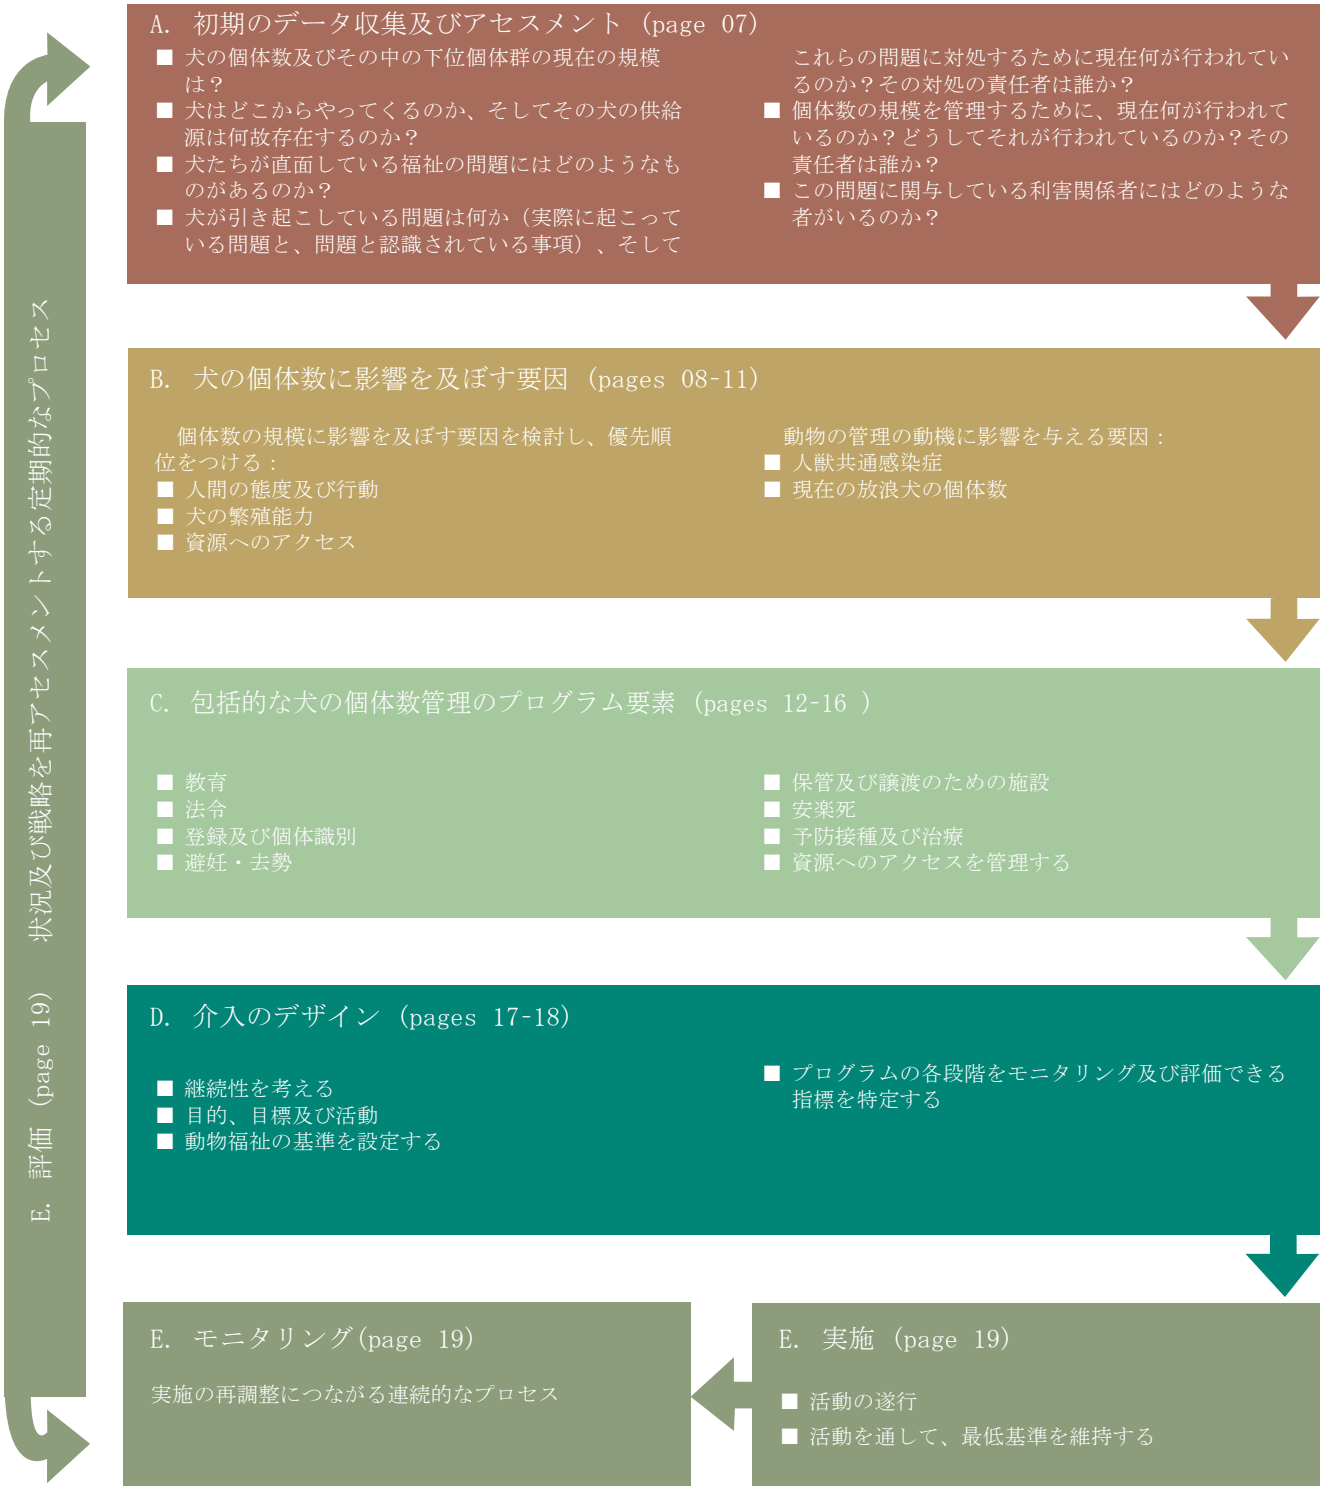 A. 初期のデータ収集及びアセスメント (page 07)
■ 犬の個体数及びその中の下位個体群の現在の規模
は？
■ 犬はどこからやってくるのか、そしてその犬の供給
源は何故存在するのか？
■ 犬たちが直面している福祉の問題にはどのようなも
のがあるのか？
■ 犬が引き起こしている問題は何か（実際に起こって
いる問題と、問題と認識されている事項）、そして
これらの問題に対処するために現在何が行われてい
るのか？その対処の責任者は誰か？
■ 個体数の規模を管理するために、現在何が行われて
いるのか？どうしてそれが行われているのか？その
責任者は誰か？
■ この問題に関与している利害関係者にはどのような
者がいるのか？
B. 犬の個体数に影響を及ぼす要因 (pages 08-11)
個体数の規模に影響を及ぼす要因を検討し、優先順
位をつける：
■ 人間の態度及び行動
■ 犬の繁殖能力
■ 資源へのアクセス
動物の管理の動機に影響を与える要因：
■ 人獣共通感染症
■ 現在の放浪犬の個体数
C. 包括的な犬の個体数管理のプログラム要素 (pages 12-16 )
■ 教育
■ 法令
■ 登録及び個体識別
■ 避妊・去勢
■ 保管及び譲渡のための施設
■ 安楽死
■ 予防接種及び治療
■ 資源へのアクセスを管理する
D. 介入のデザイン (pages 17-18)
■ 継続性を考える
■ 目的、目標及び活動
■ 動物福祉の基準を設定する
■ プログラムの各段階をモニタリング及び評価できる
指標を特定する
E. 実施 (page 19)
■ 活動の遂行
■ 活動を通して、最低基準を維持する
E. モニタリング(page 19)
実施の再調整につながる連続的なプロセス
E. 評価 (page 19) 状況及び戦略を再アセスメントする定期的なプロセス